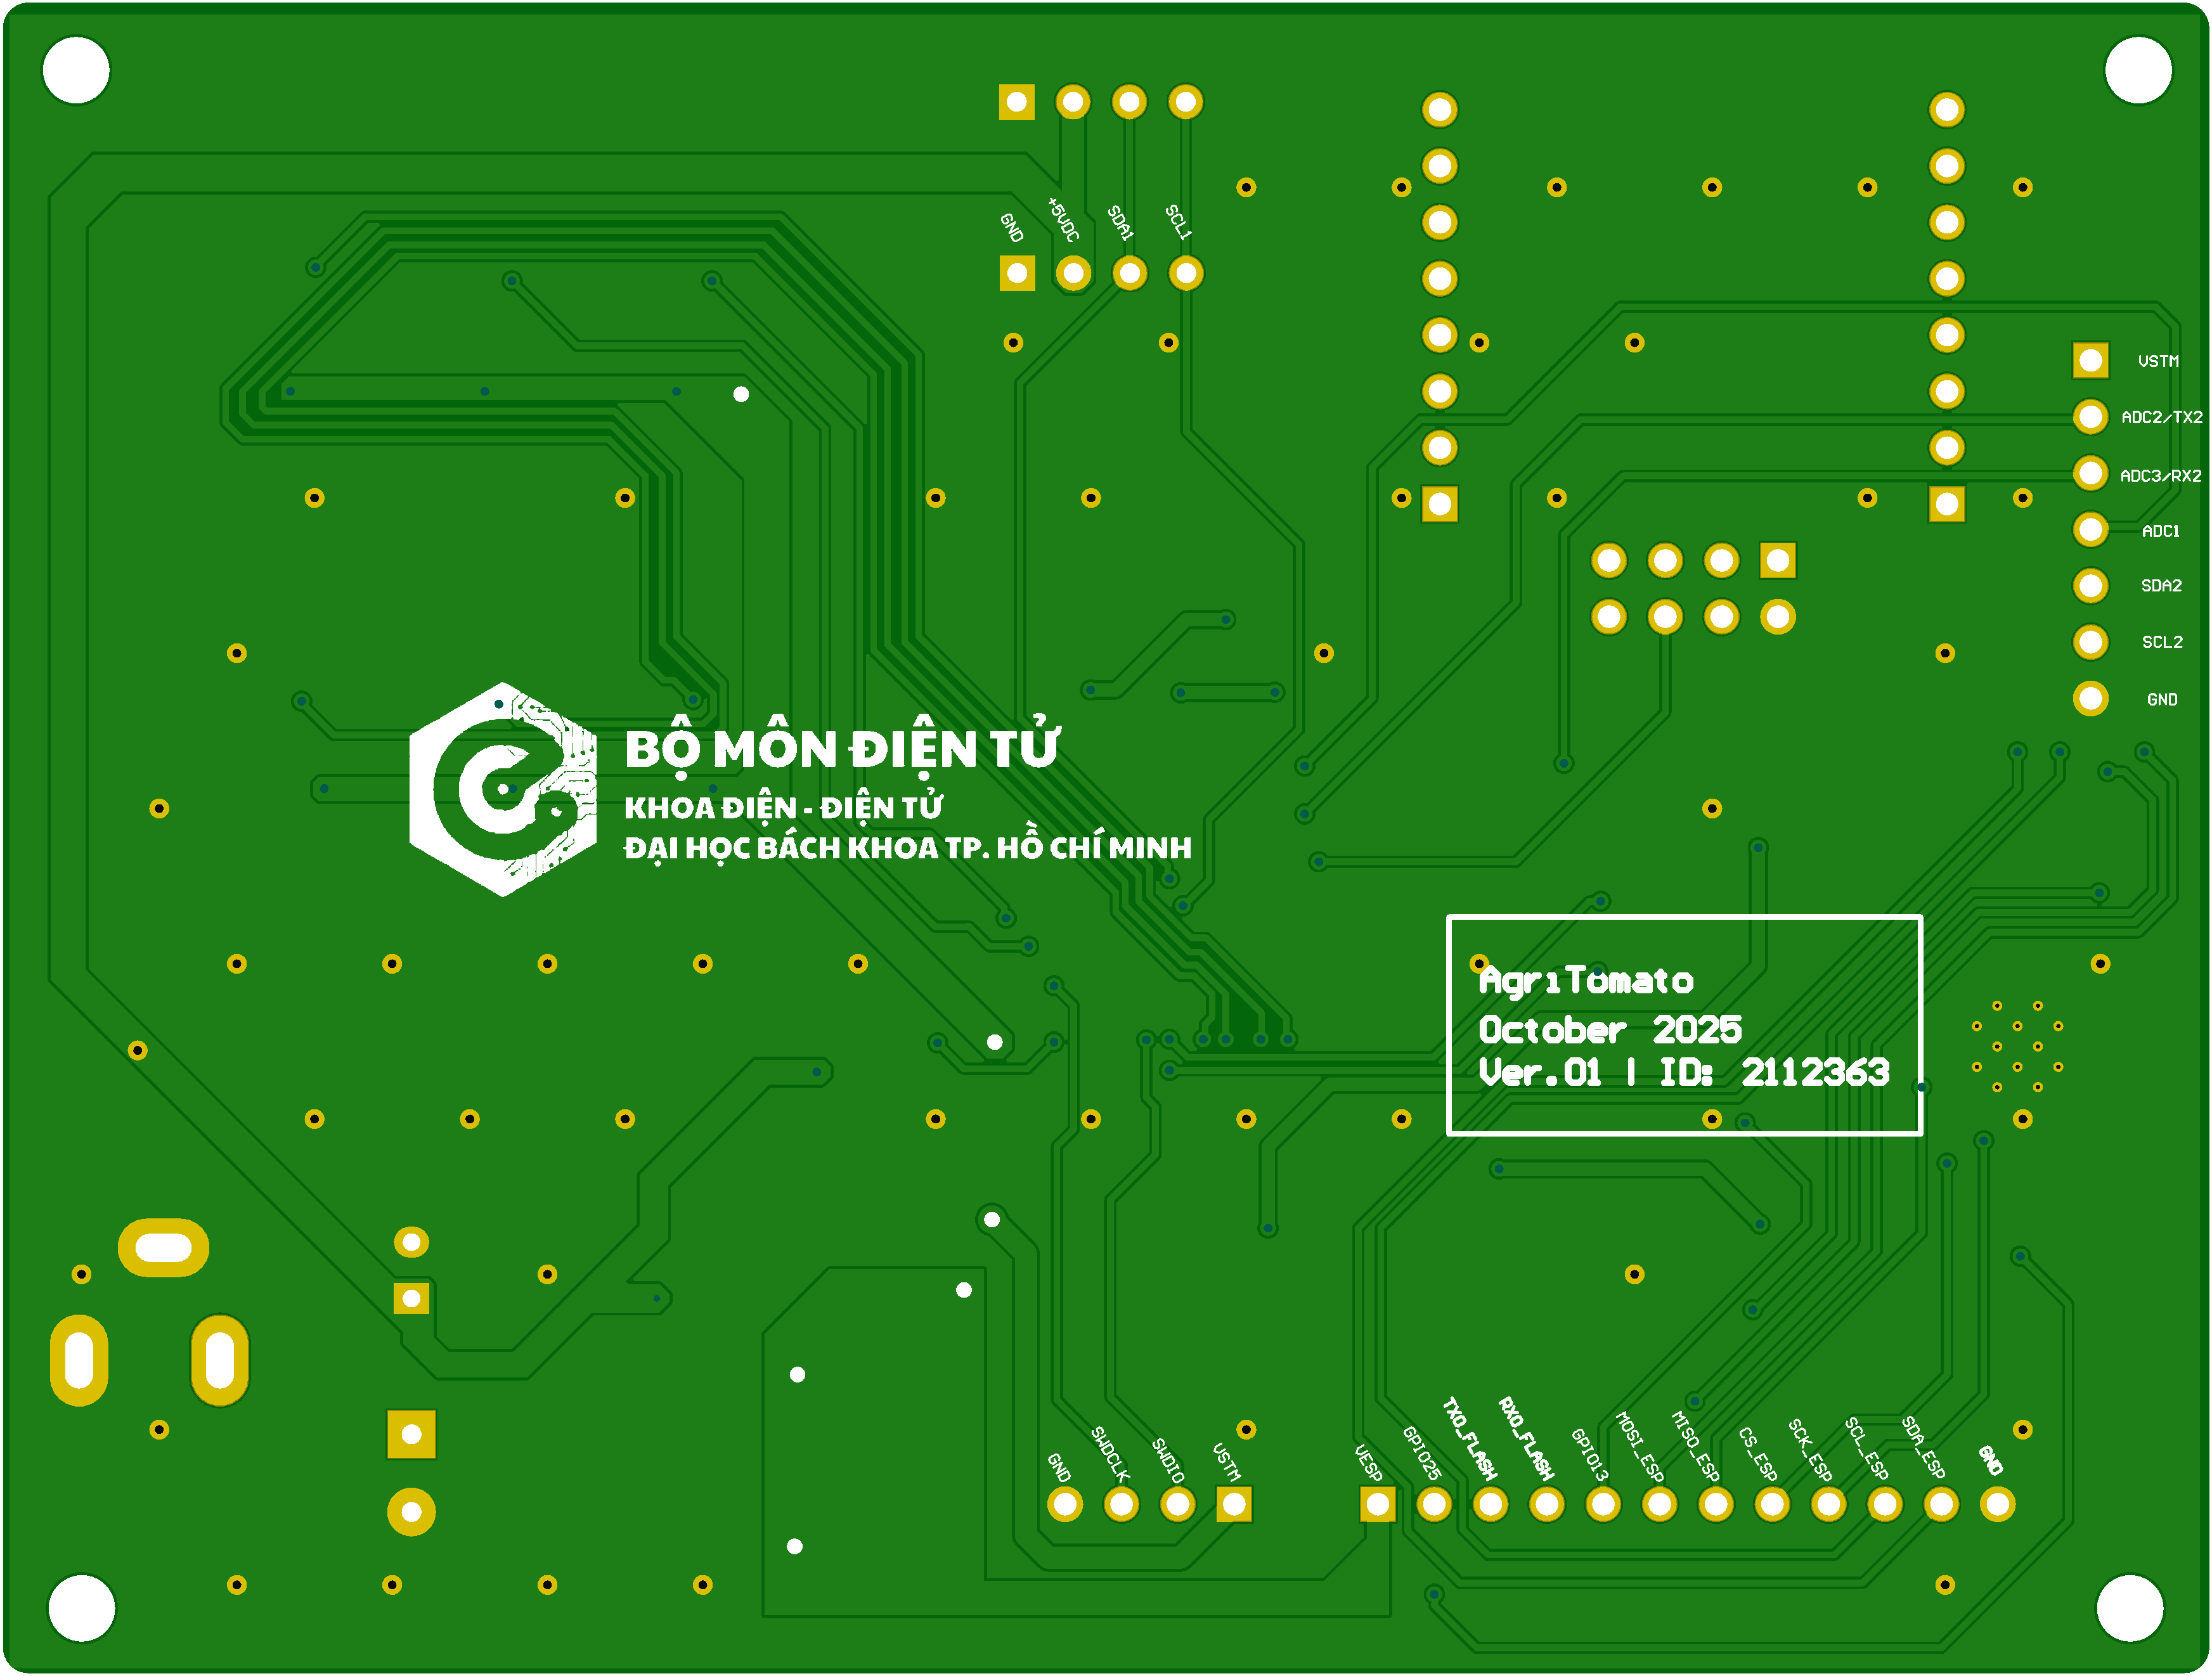 GND
+5VDC
SDA1
SCL1
VSTM
ADC2/TX2
ADC3/RX2
ADC1
SDA2
SCL2
GND
BỘ MÔN ĐIỆN TỬ
KHOA ĐIỆN - ĐIỆN TỬ
ĐẠI HỌC BÁCH KHOA TP. HỒ CHÍ MINH
AgriTomato
October 2025
Ver.01 | ID: 2112363
GND
SWDCLK
SWDIO
VSTM
VESP
GPIO25
TX0_FLASH
RX0_FLASH
GPIO13
MOSI_ESP
MISO_ESP
CS_ESP
SCK_ESP
SCL_ESP
SDA_ESP
GND